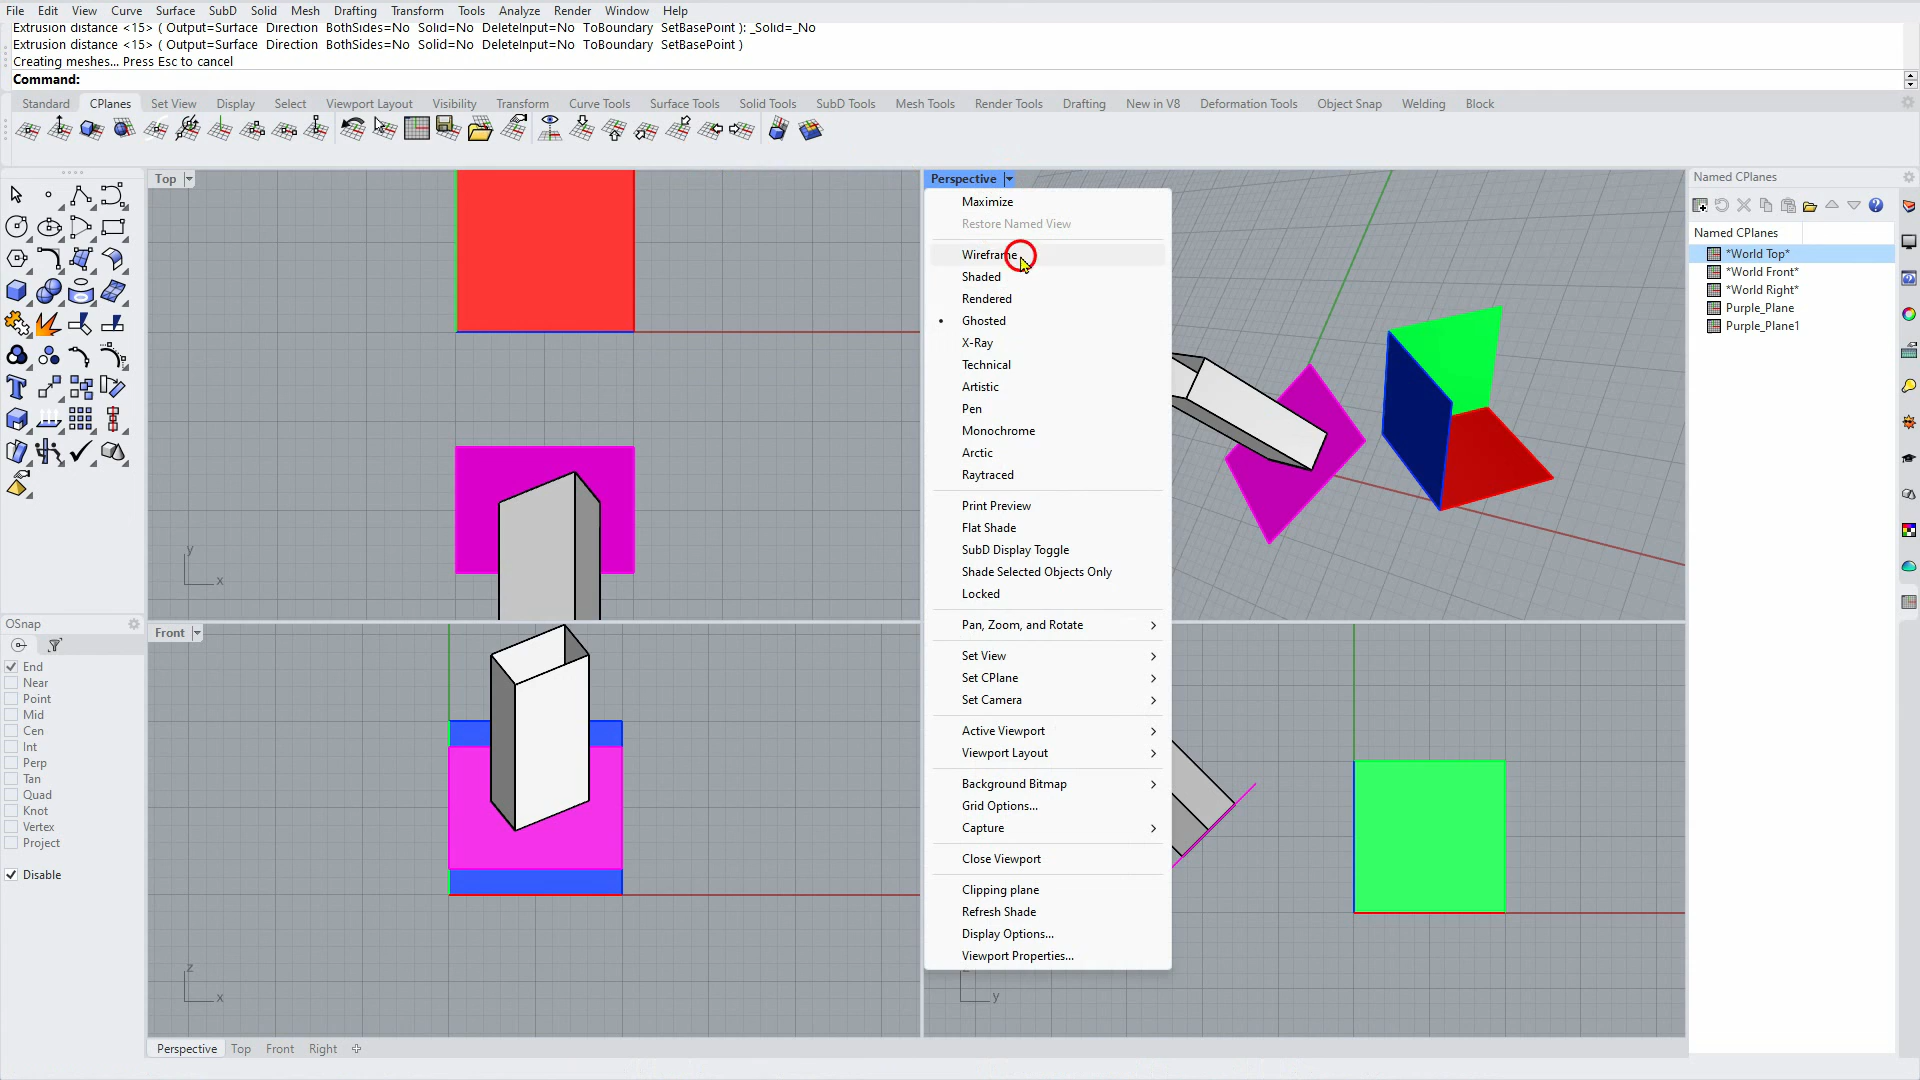 File Edit View Curve Surface SubD Solid Mesh Drafting Transform Tools Analyze Render Window Help
Extrusion distance <15> ( Output=Surface Direction BothSides=No Solid=No DeleteInput=No ToBoundary SetBasePoint ): _Solid=_No
Extrusion distance <15> ( Output=Surface Direction BothSides=No Solid=No DeleteInput=No ToBoundary SetBasePoint )
Creating meshes... Press Esc to cancel
Command:
Standard CPlanes Set View Display Select Viewport Layout Visibility Transform Curve Tools Surface Tools Solid Tools SubD Tools Mesh Tools Render Tools Drafting New in V8 Deformation Tools Object Snap Welding Block
Top
Perspective
Maximize
Restore Named View
Wireframe
Shaded
Rendered
Ghosted
X-Ray
Technical
Artistic
Pen
Monochrome
Arctic
Raytraced
Print Preview
Flat Shade
SubD Display Toggle
Shade Selected Objects Only
Locked
Pan, Zoom, and Rotate
Set View
Set CPlane
Set Camera
Active Viewport
Viewport Layout
Background Bitmap
Grid Options...
Capture
Close Viewport
Clipping plane
Refresh Shade
Display Options...
Viewport Properties...
Named CPlanes
Named CPlanes
*World Top*
*World Front*
*World Right*
Purple_Plane
Purple_Plane1
y
x
Front
z
x
y
OSnap
End
Near
Point
Mid
Cen
Int
Perp
Tan
Quad
Knot
Vertex
Project
Disable
Perspective Top Front Right